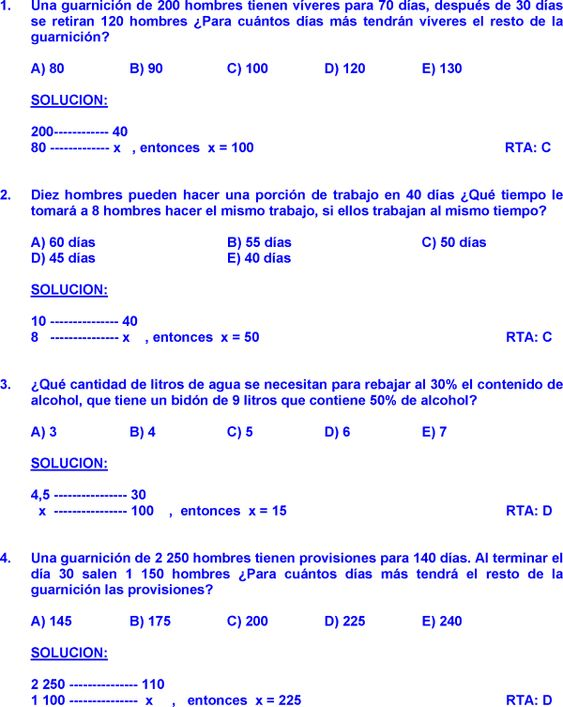 1. Una guarnición de 200 hombres tienen víveres para 70 días, después de 30 días
se retiran 120 hombres ¿Para cuántos días más tendrán víveres el resto de la
guarnición?
A) 80 B) 90 C) 100 D) 120 E) 130
SOLUCION:
200------------ 40
80 ------------- x , entonces x = 100 RTA: C
2. Diez hombres pueden hacer una porción de trabajo en 40 días ¿Qué tiempo le
tomará a 8 hombres hacer el mismo trabajo, si ellos trabajan al mismo tiempo?
A) 60 días B) 55 días C) 50 días
D) 45 días E) 40 días
SOLUCION:
10 --------------- 40
8 --------------- x , entonces x = 50 RTA: C
3. ¿Qué cantidad de litros de agua se necesitan para rebajar al 30% el contenido de
alcohol, que tiene un bidón de 9 litros que contiene 50% de alcohol?
A) 3 B) 4 C) 5 D) 6 E) 7
SOLUCION:
4,5 ---------------- 30
x ---------------- 100 , entonces x = 15 RTA: D
4. Una guarnición de 2 250 hombres tienen provisiones para 140 días. Al terminar el
día 30 salen 1 150 hombres ¿Para cuántos días más tendrá el resto de la
guarnición las provisiones?
A) 145 B) 175 C) 200 D) 225 E) 240
SOLUCION:
2 250 --------------- 110
1 100 --------------- x , entonces x = 225 RTA: D